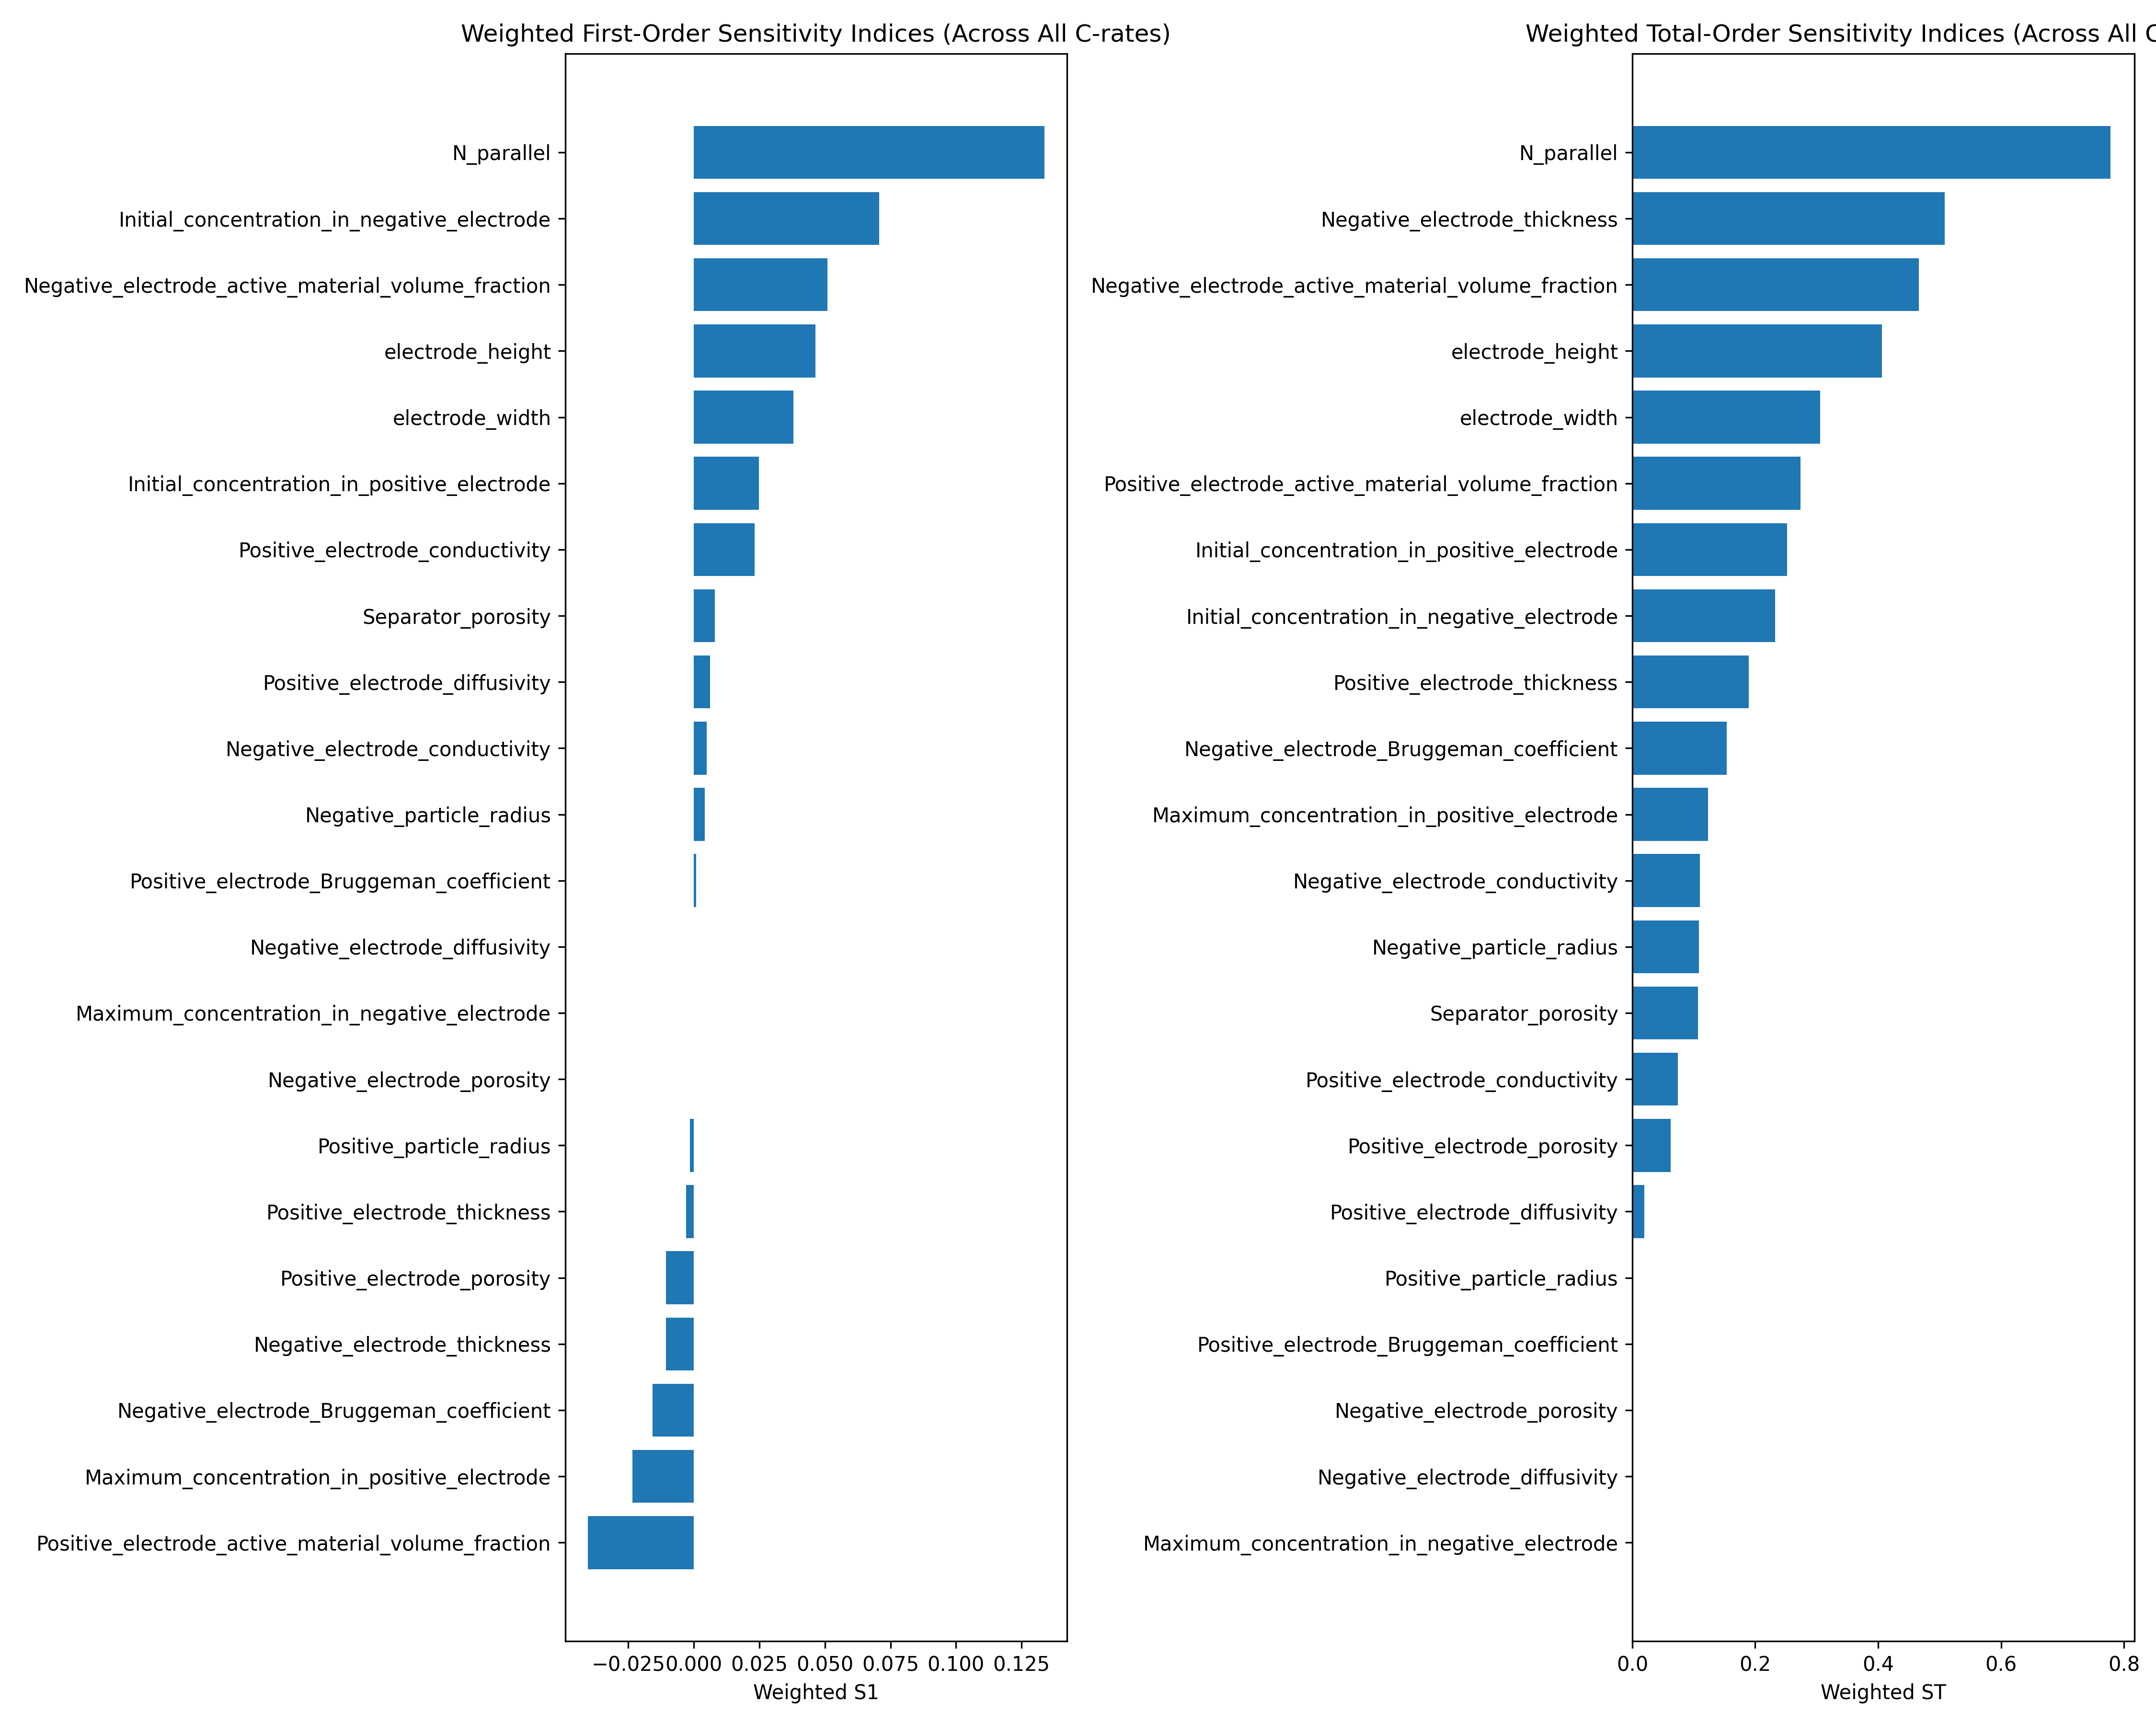 Weighted First-Order Sensitivity Indices (Across All C-rates)
N_parallel
Initial_concentration_in_negative_electrode
Negative_electrode_active_material_volume_fraction
electrode_height
electrode_width
Initial_concentration_in_positive_electrode
Positive_electrode_conductivity
Separator_porosity
Positive_electrode_diffusivity
Negative_electrode_conductivity
Negative_particle_radius
Positive_electrode_Bruggeman_coefficient
Negative_electrode_diffusivity
Maximum_concentration_in_negative_electrode
Negative_electrode_porosity
Positive_particle_radius
Positive_electrode_thickness
Positive_electrode_porosity
Negative_electrode_thickness
Negative_electrode_Bruggeman_coefficient
Maximum_concentration_in_positive_electrode
Positive_electrode_active_material_volume_fraction
−0.025 0.000 0.025 0.050 0.075 0.100 0.125
Weighted S1
Weighted Total-Order Sensitivity Indices (Across All C
N_parallel
Negative_electrode_thickness
Negative_electrode_active_material_volume_fraction
electrode_height
electrode_width
Positive_electrode_active_material_volume_fraction
Initial_concentration_in_positive_electrode
Initial_concentration_in_negative_electrode
Positive_electrode_thickness
Negative_electrode_Bruggeman_coefficient
Maximum_concentration_in_positive_electrode
Negative_electrode_conductivity
Negative_particle_radius
Separator_porosity
Positive_electrode_conductivity
Positive_electrode_porosity
Positive_electrode_diffusivity
Positive_particle_radius
Positive_electrode_Bruggeman_coefficient
Negative_electrode_porosity
Negative_electrode_diffusivity
Maximum_concentration_in_negative_electrode
0.0 0.2 0.4 0.6 0.8
Weighted ST